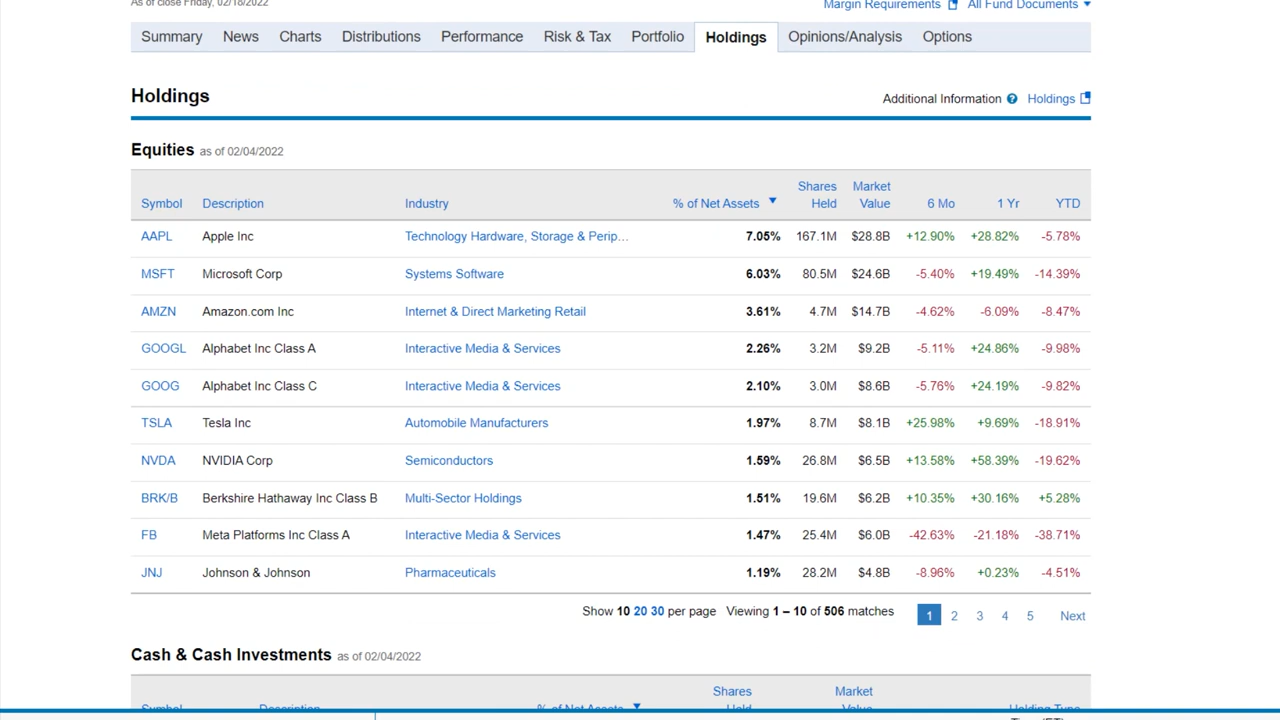 As of close Friday, 02/18/2022
Margin Requirements All Fund Documents
Summary News Charts Distributions Performance Risk & Tax Portfolio Holdings Opinions/Analysis Options
Holdings
Additional Information ? Holdings
Equities as of 02/04/2022
Symbol Description Industry % of Net Assets Shares Held Market Value 6 Mo 1 Yr YTD
AAPL Apple Inc Technology Hardware, Storage & Perip... 7.05% 167.1M $28.8B +12.90% +28.82% -5.78%
MSFT Microsoft Corp Systems Software 6.03% 80.5M $24.6B -5.40% +19.49% -14.39%
AMZN Amazon.com Inc Internet & Direct Marketing Retail 3.61% 4.7M $14.7B -4.62% -6.09% -8.47%
GOOGL Alphabet Inc Class A Interactive Media & Services 2.26% 3.2M $9.2B -5.11% +24.86% -9.98%
GOOG Alphabet Inc Class C Interactive Media & Services 2.10% 3.0M $8.6B -5.76% +24.19% -9.82%
TSLA Tesla Inc Automobile Manufacturers 1.97% 8.7M $8.1B +25.98% +9.69% -18.91%
NVDA NVIDIA Corp Semiconductors 1.59% 26.8M $6.5B +13.58% +58.39% -19.62%
BRK/B Berkshire Hathaway Inc Class B Multi-Sector Holdings 1.51% 19.6M $6.2B +10.35% +30.16% +5.28%
FB Meta Platforms Inc Class A Interactive Media & Services 1.47% 25.4M $6.0B -42.63% -21.18% -38.71%
JNJ Johnson & Johnson Pharmaceuticals 1.19% 28.2M $4.8B -8.96% +0.23% -4.51%
Show 10 20 30 per page Viewing 1 – 10 of 506 matches 1 2 3 4 5 Next
Cash & Cash Investments as of 02/04/2022
Shares Market
Symbol Description % of Net Assets Held Value Holding Type